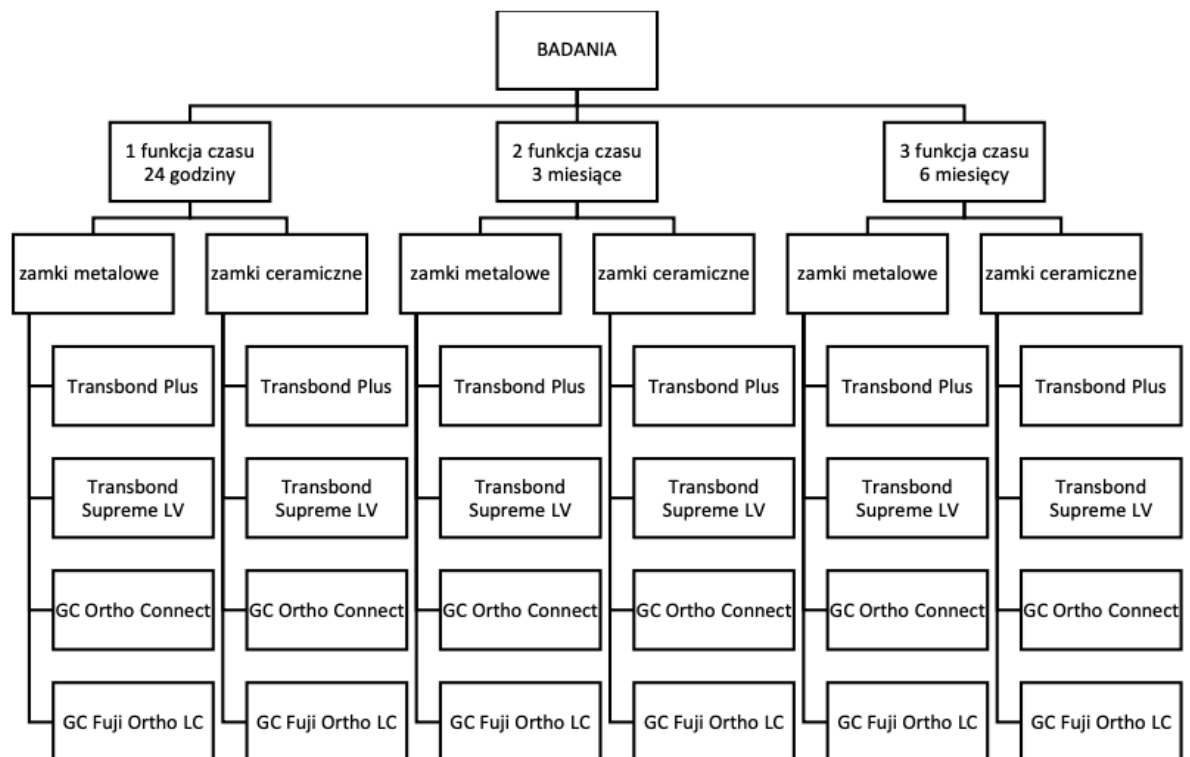 BADANIA
1 funkcja czasu
24 godziny
2 funkcja czasu
3 miesiące
3 funkcja czasu
6 miesięcy
zamki metalowe
zamki ceramiczne
zamki metalowe
zamki ceramiczne
zamki metalowe
zamki ceramiczne
Transbond Plus
Transbond Plus
Transbond Plus
Transbond Plus
Transbond Plus
Transbond Plus
Transbond
Supreme LV
Transbond
Supreme LV
Transbond
Supreme LV
Transbond
Supreme LV
Transbond
Supreme LV
Transbond
Supreme LV
GC Ortho Connect
GC Ortho Connect
GC Ortho Connect
GC Ortho Connect
GC Ortho Connect
GC Ortho Connect
GC Fuji Ortho LC
GC Fuji Ortho LC
GC Fuji Ortho LC
GC Fuji Ortho LC
GC Fuji Ortho LC
GC Fuji Ortho LC